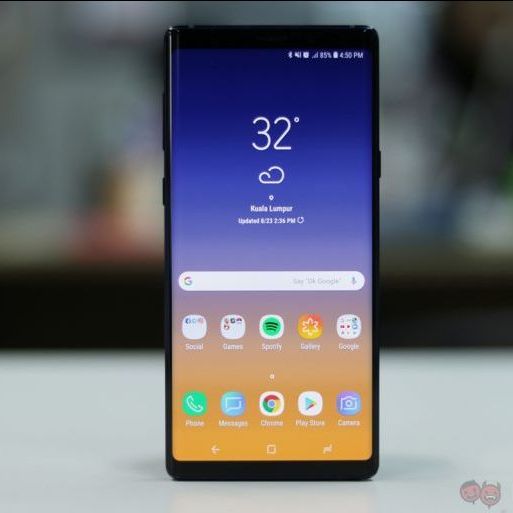 85% 4:50 PM
32°
Kuala Lumpur
Updated 8/23 2:36 PM
Say "Ok Google"
Social Games Spotify Gallery Google
Phone Messages Chrome Play Store Camera